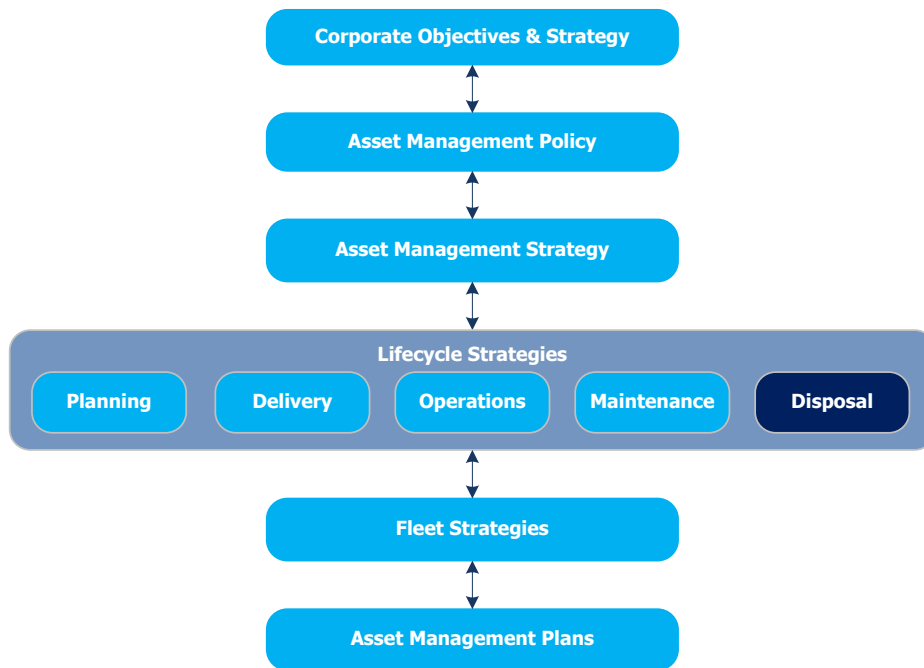 Corporate Objectives & Strategy
Asset Management Policy
Asset Management Strategy
Lifecycle Strategies
Planning
Delivery
Operations
Maintenance
Disposal
Fleet Strategies
Asset Management Plans